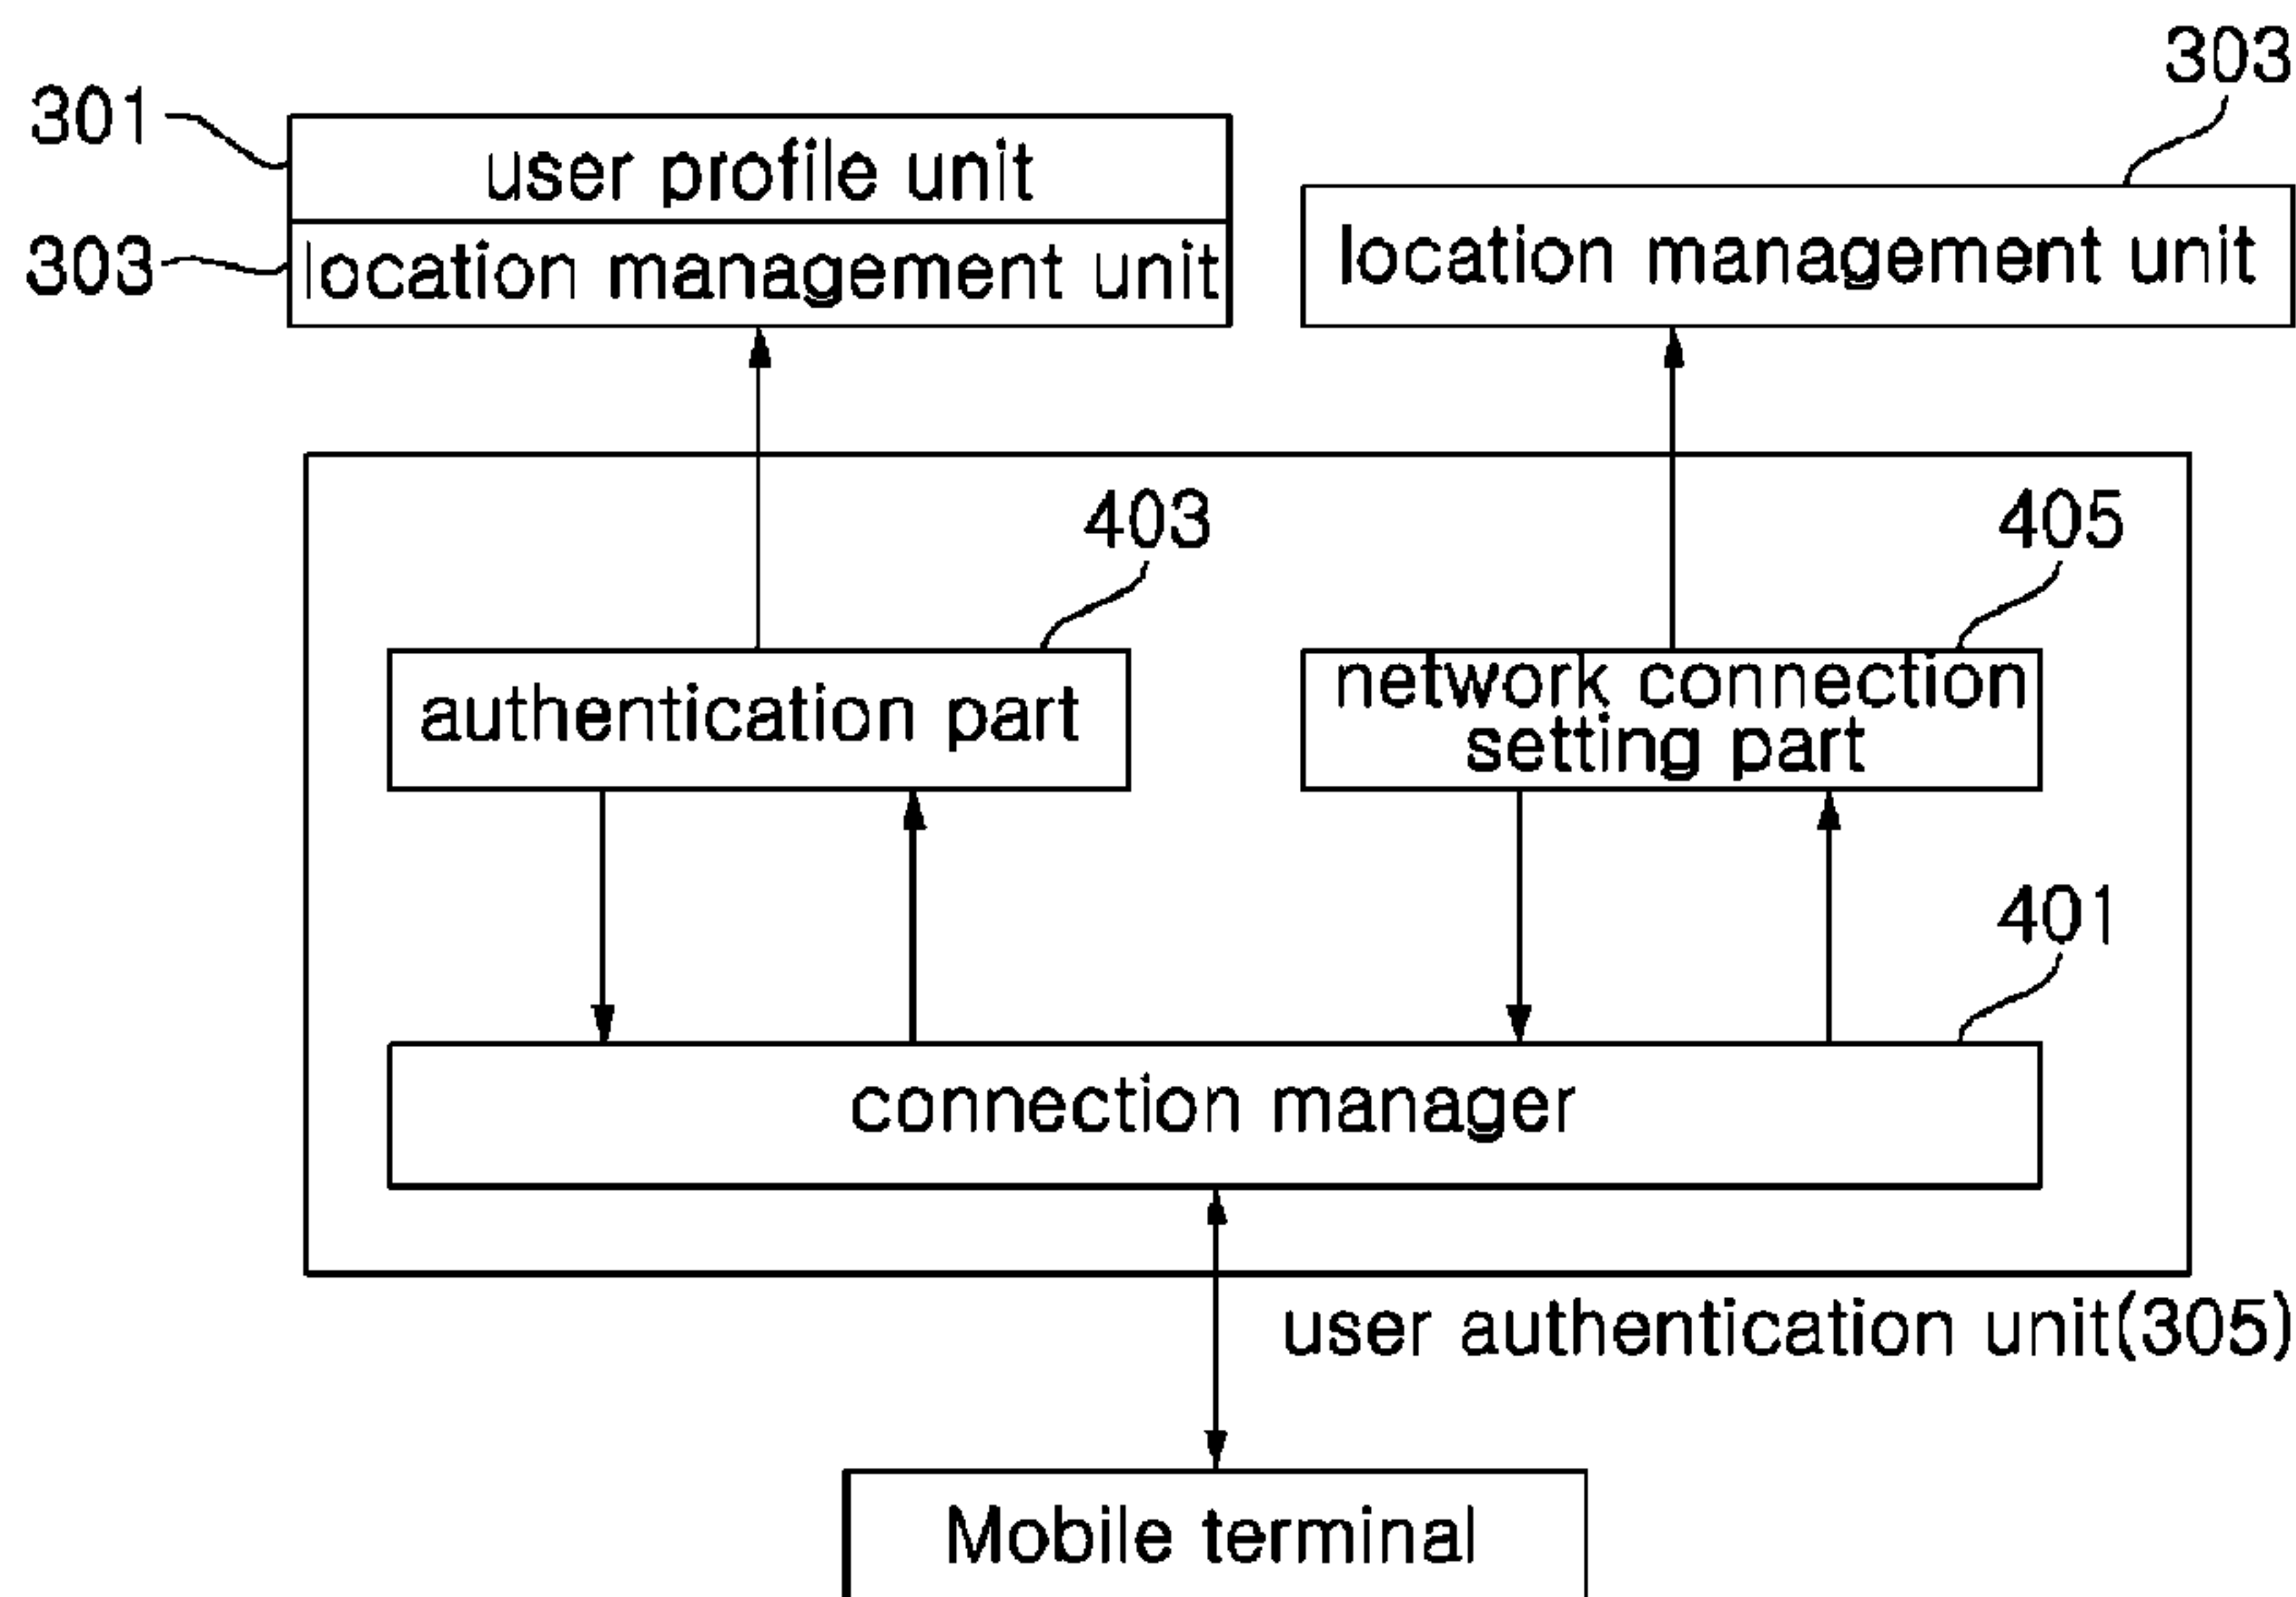 303
301
user profile unit
303
location management unit
location management unit
403
405
authentication part
network connection
setting part
401
connection manager
user authentication unit(305)
Mobile terminal